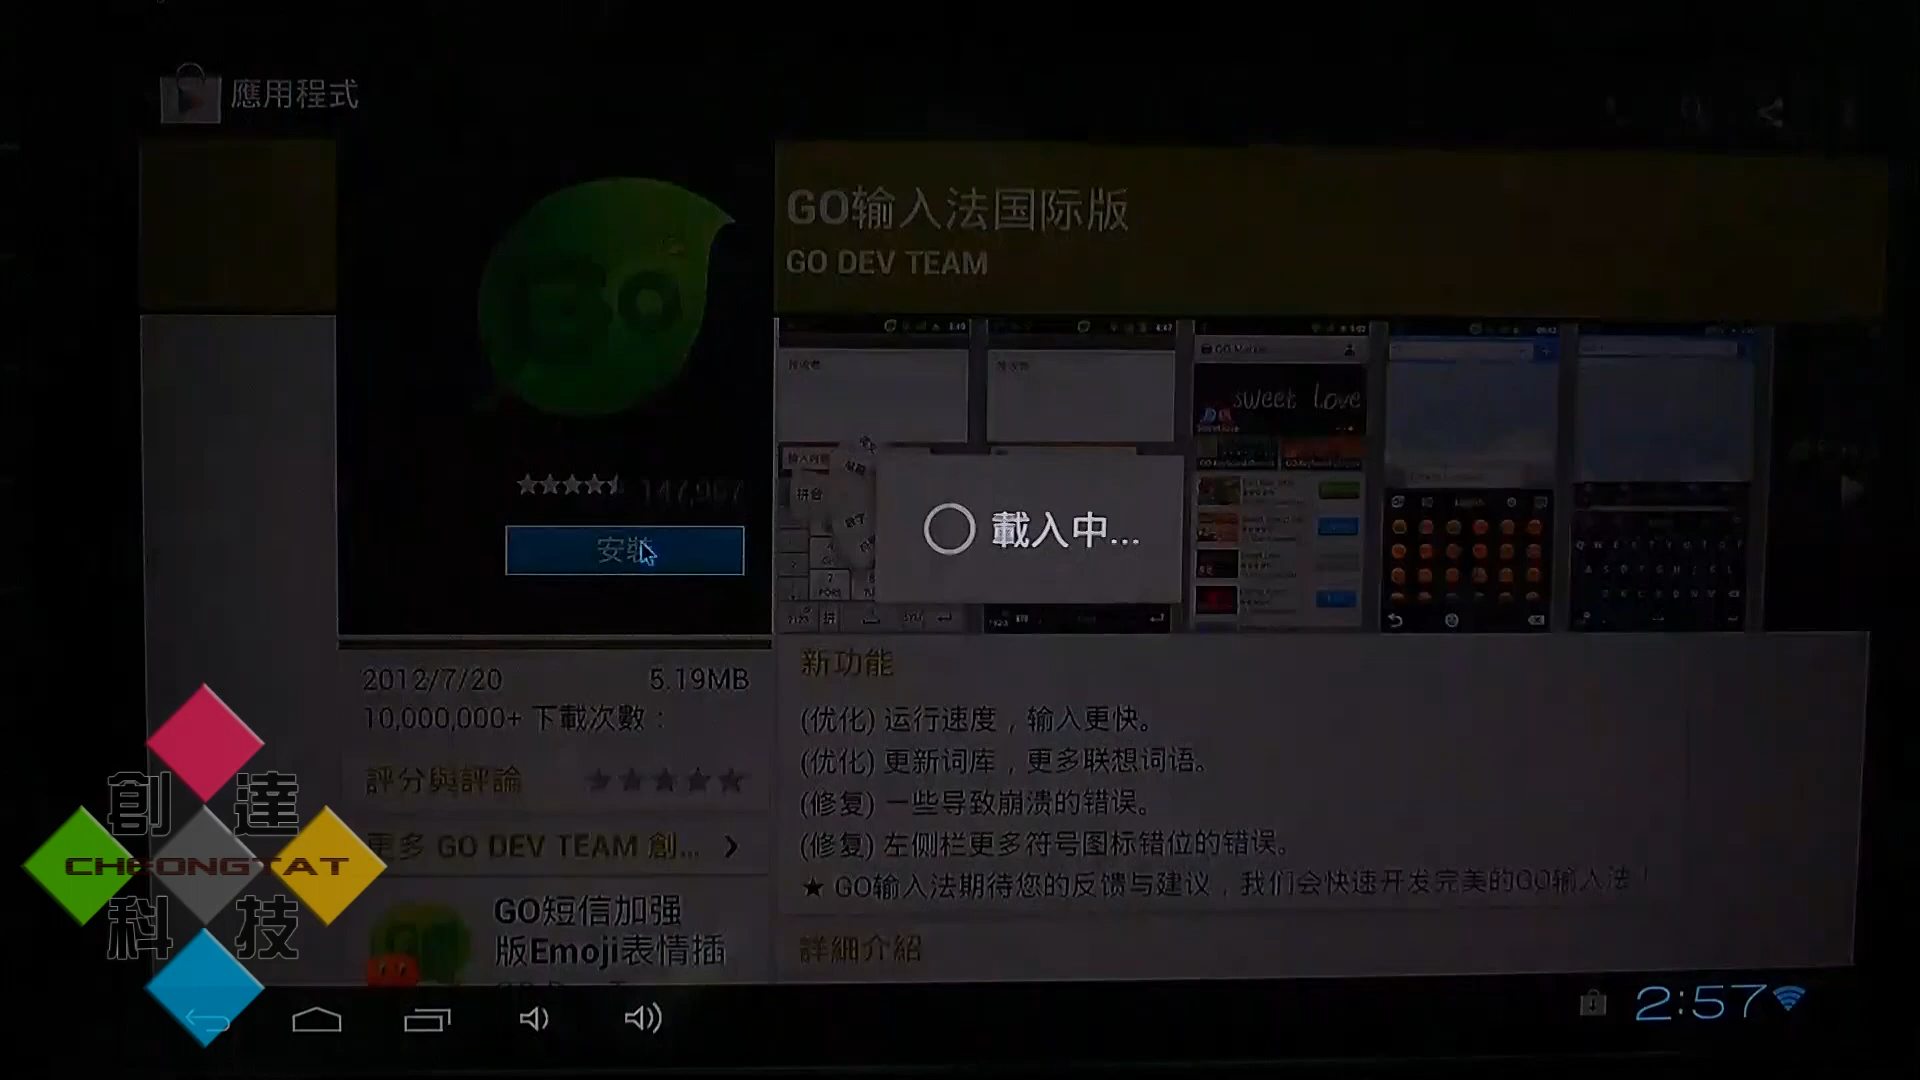 應用程式
GO输入法国际版
GO DEV TEAM
147,967
安裝
載入中...
sweet Love
拼合
2012/7/20
5.19MB
10,000,000+ 下載次數：
評分與評論
更多 GO DEV TEAM 創...
GO短信加强
版Emoji表情插
新功能
(优化) 运行速度，输入更快。
(优化) 更新词库，更多联想词语。
(修复) 一些导致崩溃的错误。
(修复) 左侧栏更多符号图标错位的错误。
★ GO输入法期待您的反馈与建议，我们会快速开发完美的GO输入法！
詳細介紹
2:57
創達
CHEONGTAT
科技